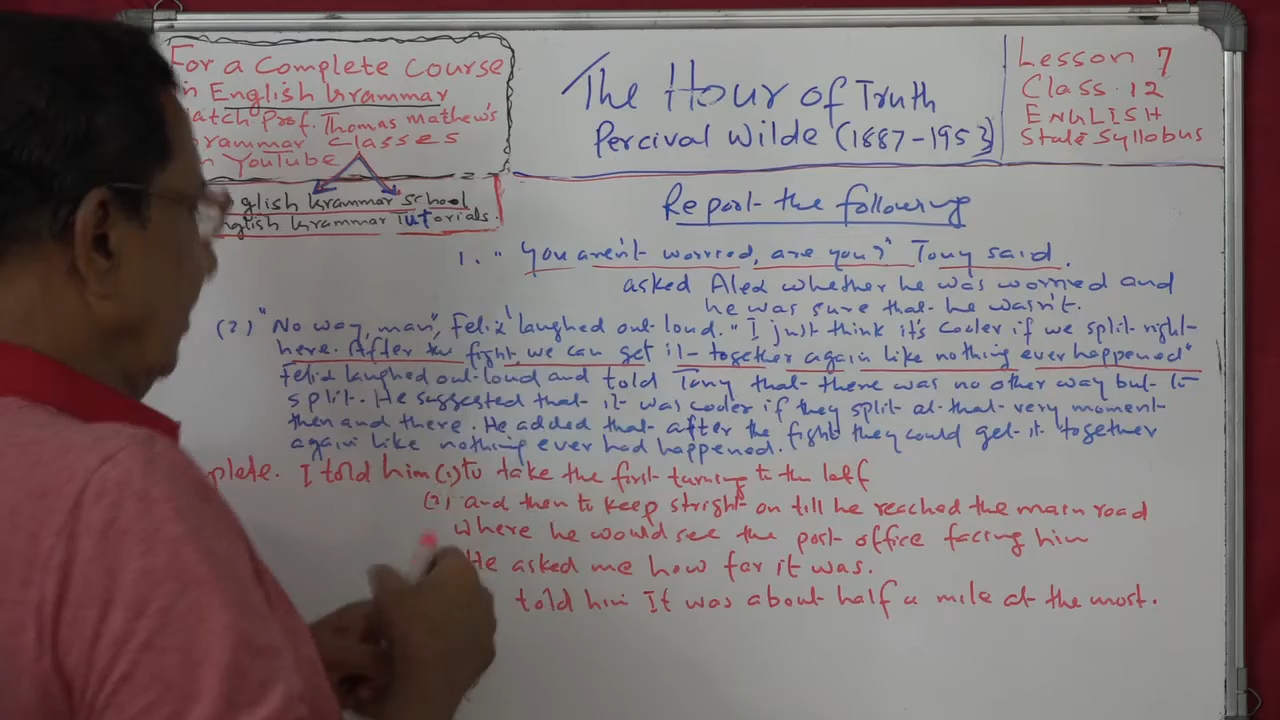 For a Complete Course
n English Grammar
atch Prof. Thomas Mathew's
rammar Classes
n YouTube
glish Grammar School
nglish Grammar Tutorials.
The Hour of Truth
Percival Wilde (1887-1953)
Lesson 7
Class. 12
ENGLISH
State Syllabus
Report the following
1. "You aren't worried, are you?" Tony said.
asked Alex whether he was worried and
he was sure that he wasn't.
(2) "No way, man", Felix laughed out loud. "I just think it's cooler if we split right
here. After the fight we can get it together again like nothing ever happened"
Felix laughed out loud and told Tony that there was no other way but to
split. He suggested that it was cooler if they split at that very moment
then and there. He added that after the fight they could get it together
again like nothing ever had happened.
plete. I told him (1) to take the first turning to the left
(2) and then to keep stright on till he reached the main road
where he would see the post office facing him
He asked me how far it was.
told him It was about half a mile at the most.